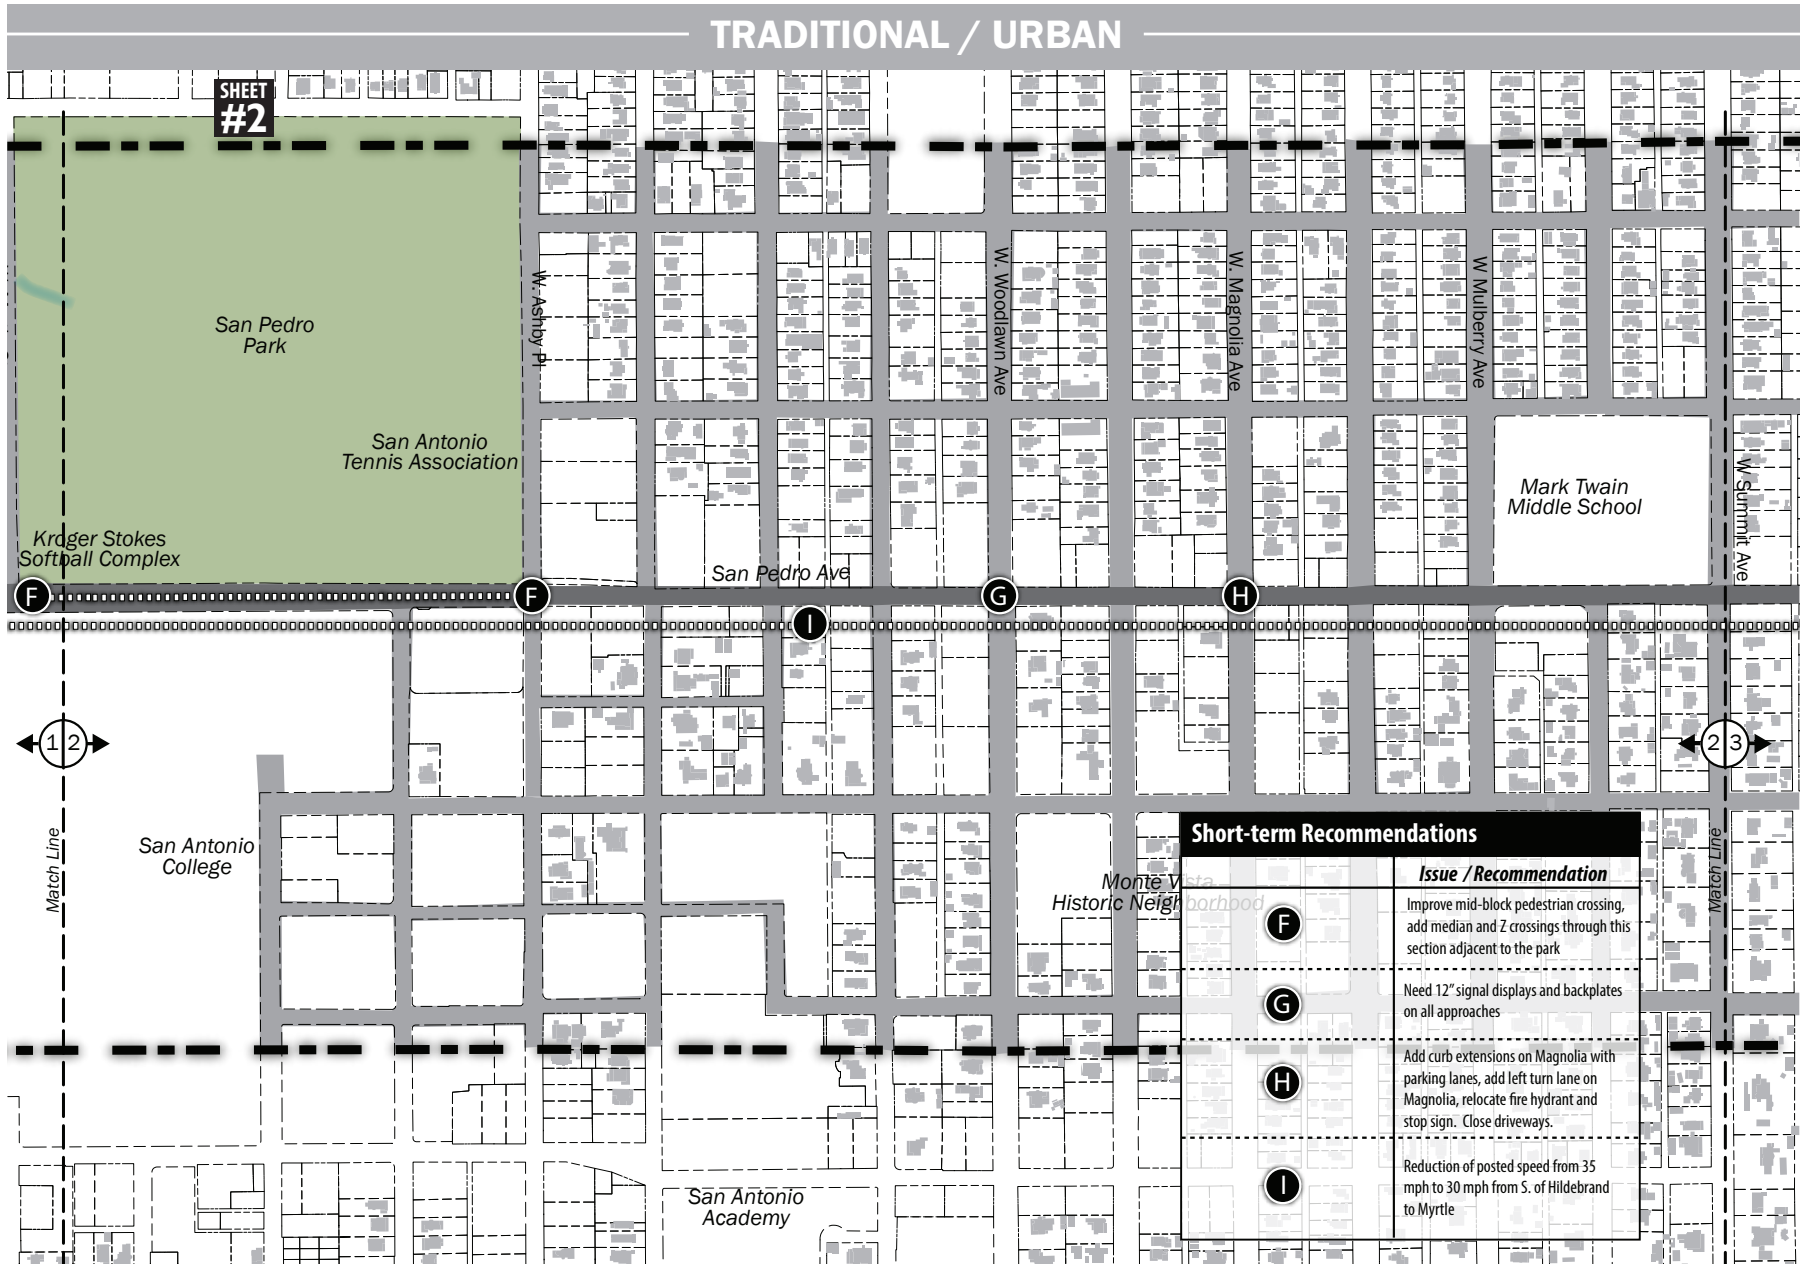 TRADITIONAL / URBAN
SHEET
#2
San Pedro
Park
W. Ashby Pl
W. Woodlawn Ave
W. Magnolia Ave
W Mulberry Ave
San Antonio
Tennis Association
Mark Twain
Middle School
W Summit Ave
Kroger Stokes
Softball Complex
San Pedro Ave
F
F
G
H
I
1 2
2 3
Match Line
San Antonio
College
Match Line
Monte Vista
Historic Neighborhood
Short-term Recommendations
Issue / Recommendation
F
Improve mid-block pedestrian crossing,
add median and Z crossings through this
section adjacent to the park
G
Need 12" signal displays and backplates
on all approaches
H
Add curb extensions on Magnolia with
parking lanes, add left turn lane on
Magnolia, relocate fire hydrant and
stop sign. Close driveways.
I
Reduction of posted speed from 35
mph to 30 mph from S. of Hildebrand
to Myrtle
San Antonio
Academy